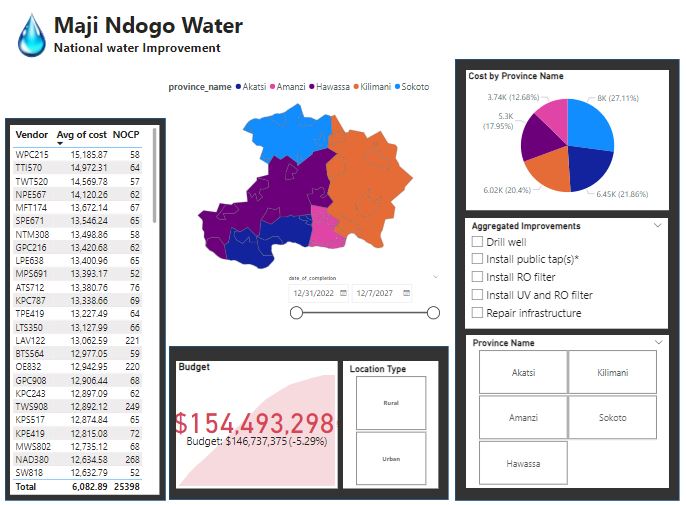 Maji Ndogo Water
National water Improvement
province_name Akatsi Amanzi Hawassa Kilimani Sokoto
Vendor Avg of cost NOCP
WPC215 15,185.87 58
TTI570 14,972.31 64
TWT520 14,569.78 57
NPE567 14,120.26 62
MFT174 13,672.14 67
SPE671 13,546.24 65
NTM308 13,498.86 58
GPC216 13,420.68 62
LPE638 13,400.96 65
MPS691 13,393.17 52
ATS712 13,380.76 76
KPC787 13,338.66 69
TPE419 13,227.49 64
LTS350 13,127.99 66
LAV122 13,062.59 221
BTS564 12,977.05 59
OE832 12,942.95 220
GPC908 12,906.44 68
KPC243 12,897.09 62
TWS908 12,892.12 249
KPS517 12,874.84 65
KPE419 12,815.08 72
MWS802 12,735.12 68
NAD380 12,634.58 268
SW818 12,632.79 52
Total 6,082.89 25398
date_of_completion
12/31/2022 12/7/2027
Budget
$154,493,298
Budget: $146,737,375 (-5.29%)
Location Type
Rural
Urban
Cost by Province Name
3.74K (12.68%)
8K (27.11%)
5.3K
(17.95%)
6.02K (20.4%)
6.45K (21.86%)
Aggregated Improvements
Drill well
Install public tap(s)*
Install RO filter
Install UV and RO filter
Repair infrastructure
Province Name
Akatsi Kilimani
Amanzi Sokoto
Hawassa